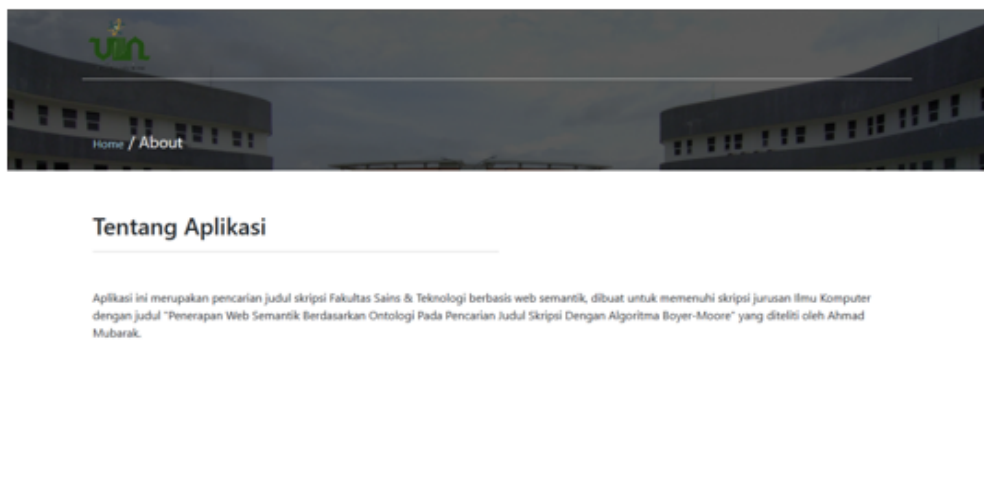 UIN
Home / About
Tentang Aplikasi
Aplikasi ini merupakan pencarian judul skripsi Fakultas Sains & Teknologi berbasis web semantik, dibuat untuk memenuhi skripsi jurusan Ilmu Komputer
dengan judul "Penerapan Web Semantik Berdasarkan Ontologi Pada Pencarian Judul Skripsi Dengan Algoritma Boyer-Moore" yang diteliti oleh Ahmad
Mubarak.